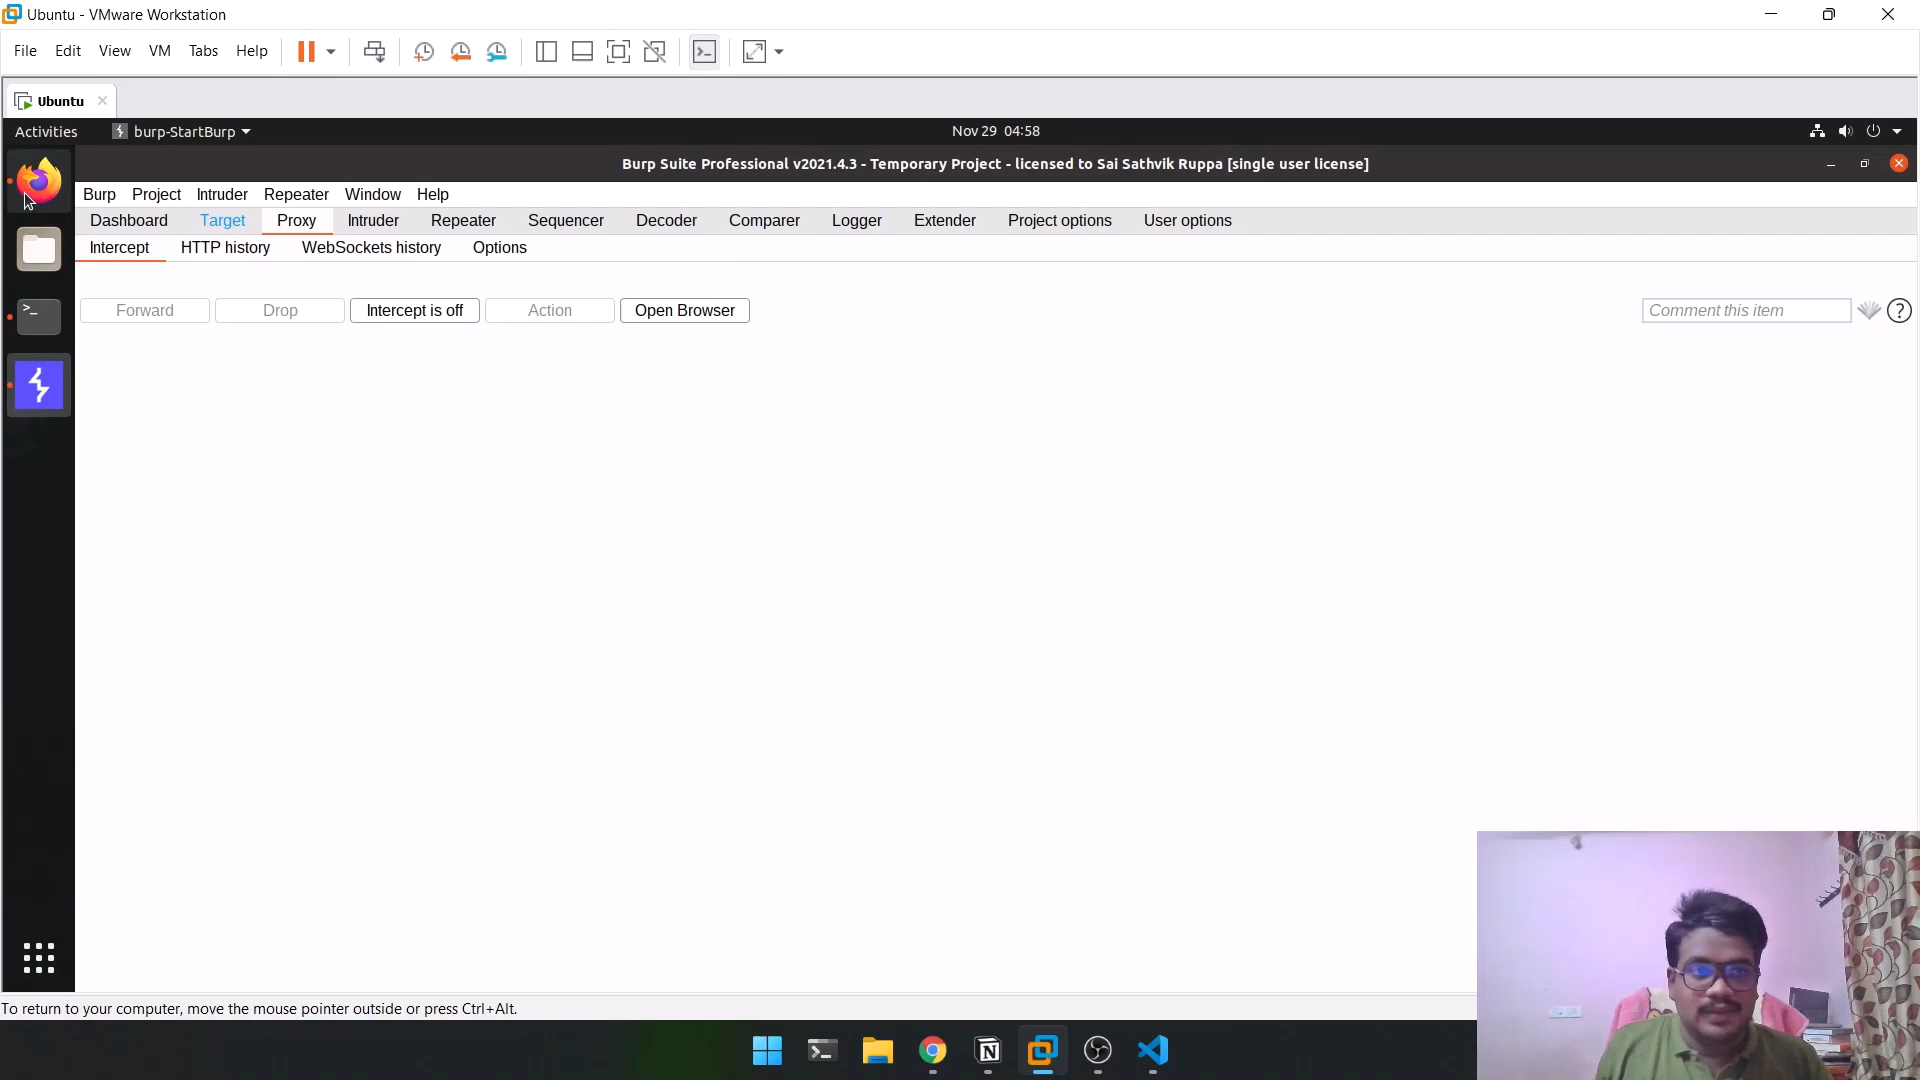 Ubuntu - VMware Workstation
File Edit View VM Tabs Help
Ubuntu
Activities burp-StartBurp Nov 29 04:58
Burp Suite Professional v2021.4.3 - Temporary Project - licensed to Sai Sathvik Ruppa [single user license]
Burp Project Intruder Repeater Window Help
Dashboard Target Proxy Intruder Repeater Sequencer Decoder Comparer Logger Extender Project options User options
Intercept HTTP history WebSockets history Options
Forward Drop Intercept is off Action Open Browser Comment this item ?
To return to your computer, move the mouse pointer outside or press Ctrl+Alt.